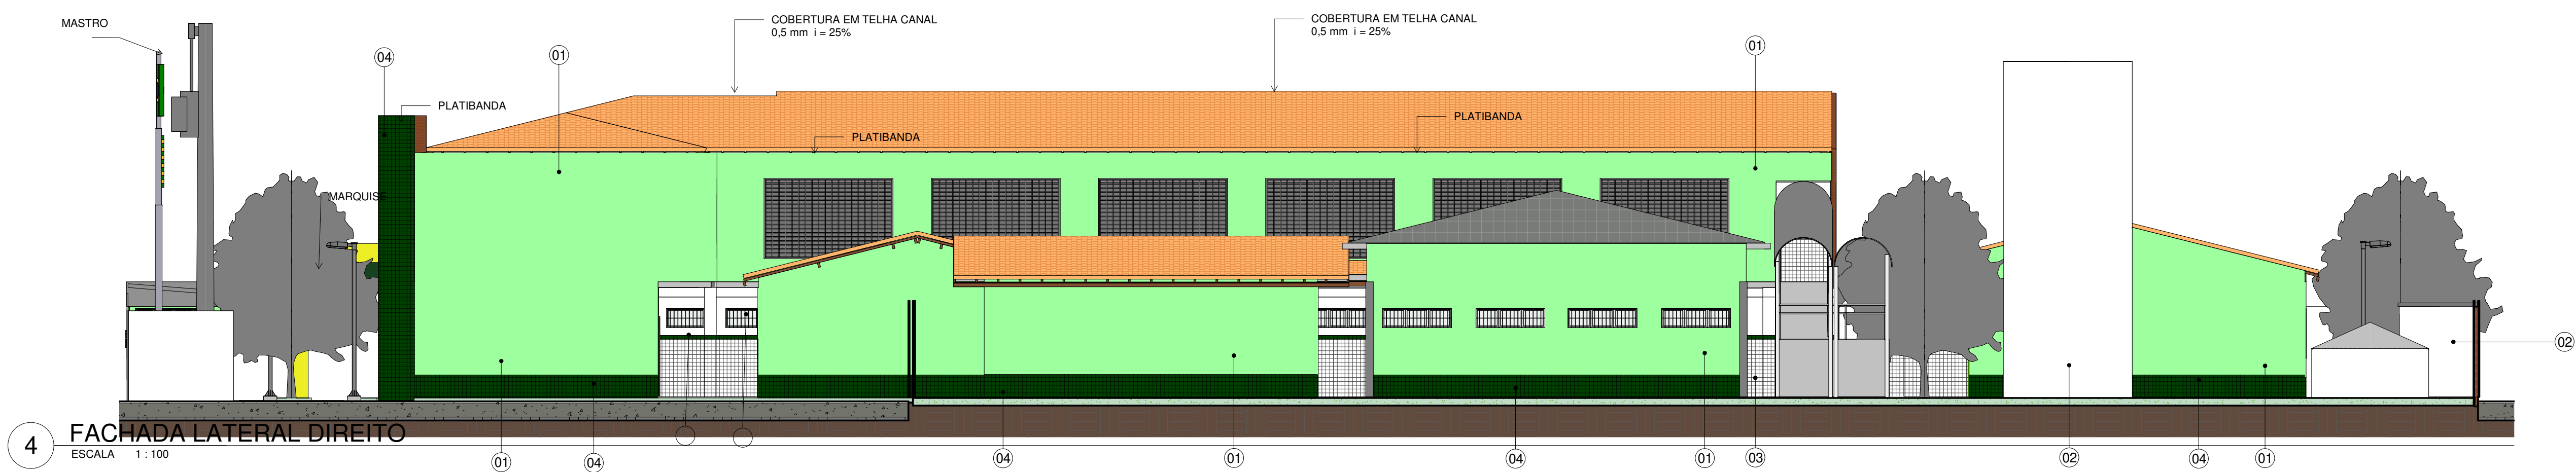 MASTRO
COBERTURA EM TELHA CANAL
0,5 mm i = 25%
COBERTURA EM TELHA CANAL
0,5 mm i = 25%
04
01
01
PLATIBANDA
PLATIBANDA
PLATIBANDA
MARQUISE
02
4
FACHADA LATERAL DIREITO
ESCALA 1 : 100
01
04
04
01
04
01
03
02
04
01